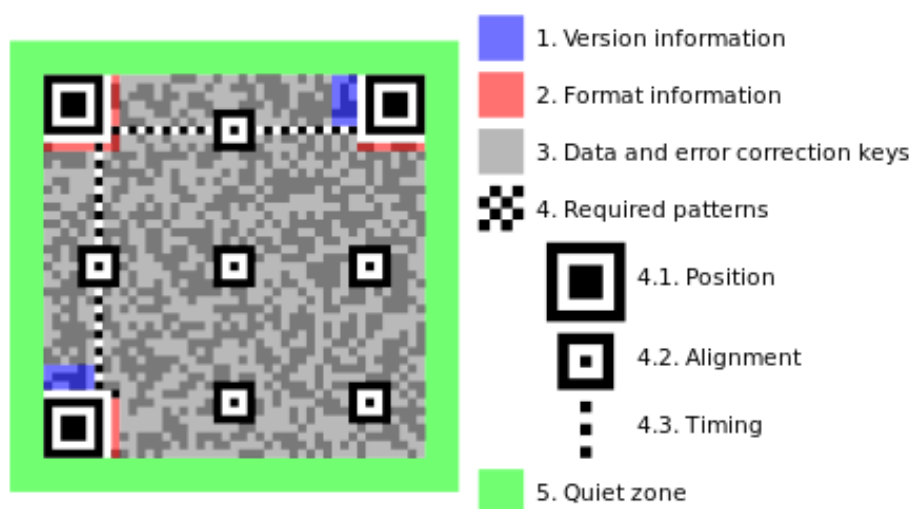 1. Version information
2. Format information
3. Data and error correction keys
4. Required patterns
4.1. Position
4.2. Alignment
4.3. Timing
5. Quiet zone